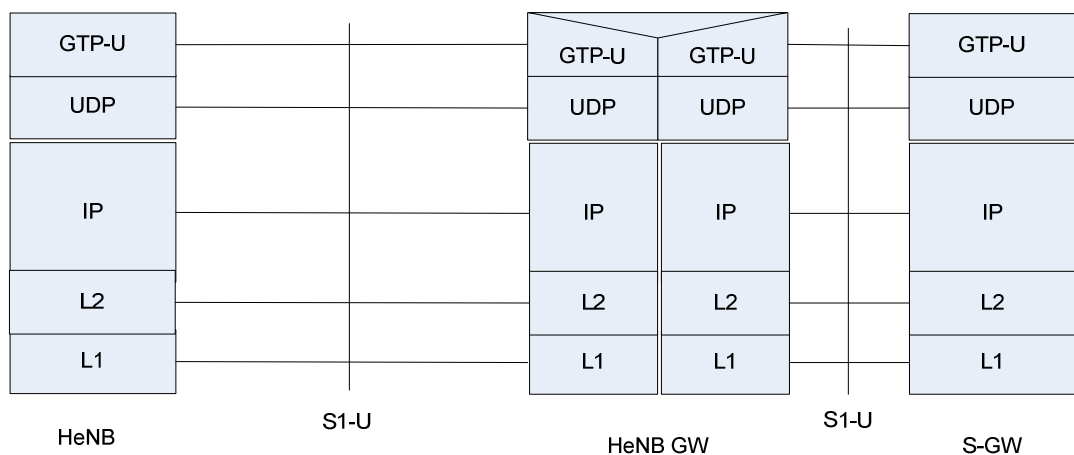 GTP-U
GTP-U
GTP-U
GTP-U
UDP
UDP
UDP
UDP
IP
IP
IP
IP
L2
L2
L2
L2
L1
L1
L1
L1
HeNB
S1-U
HeNB GW
S1-U
S-GW